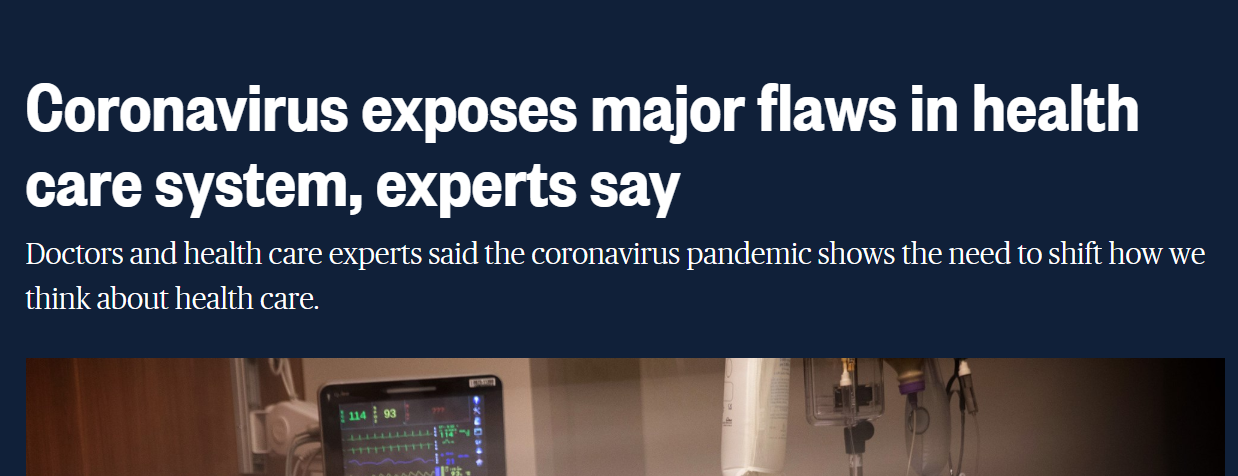 Coronavirus exposes major flaws in health
care system, experts say
Doctors and health care experts said the coronavirus pandemic shows the need to shift how we
think about health care.
114 93